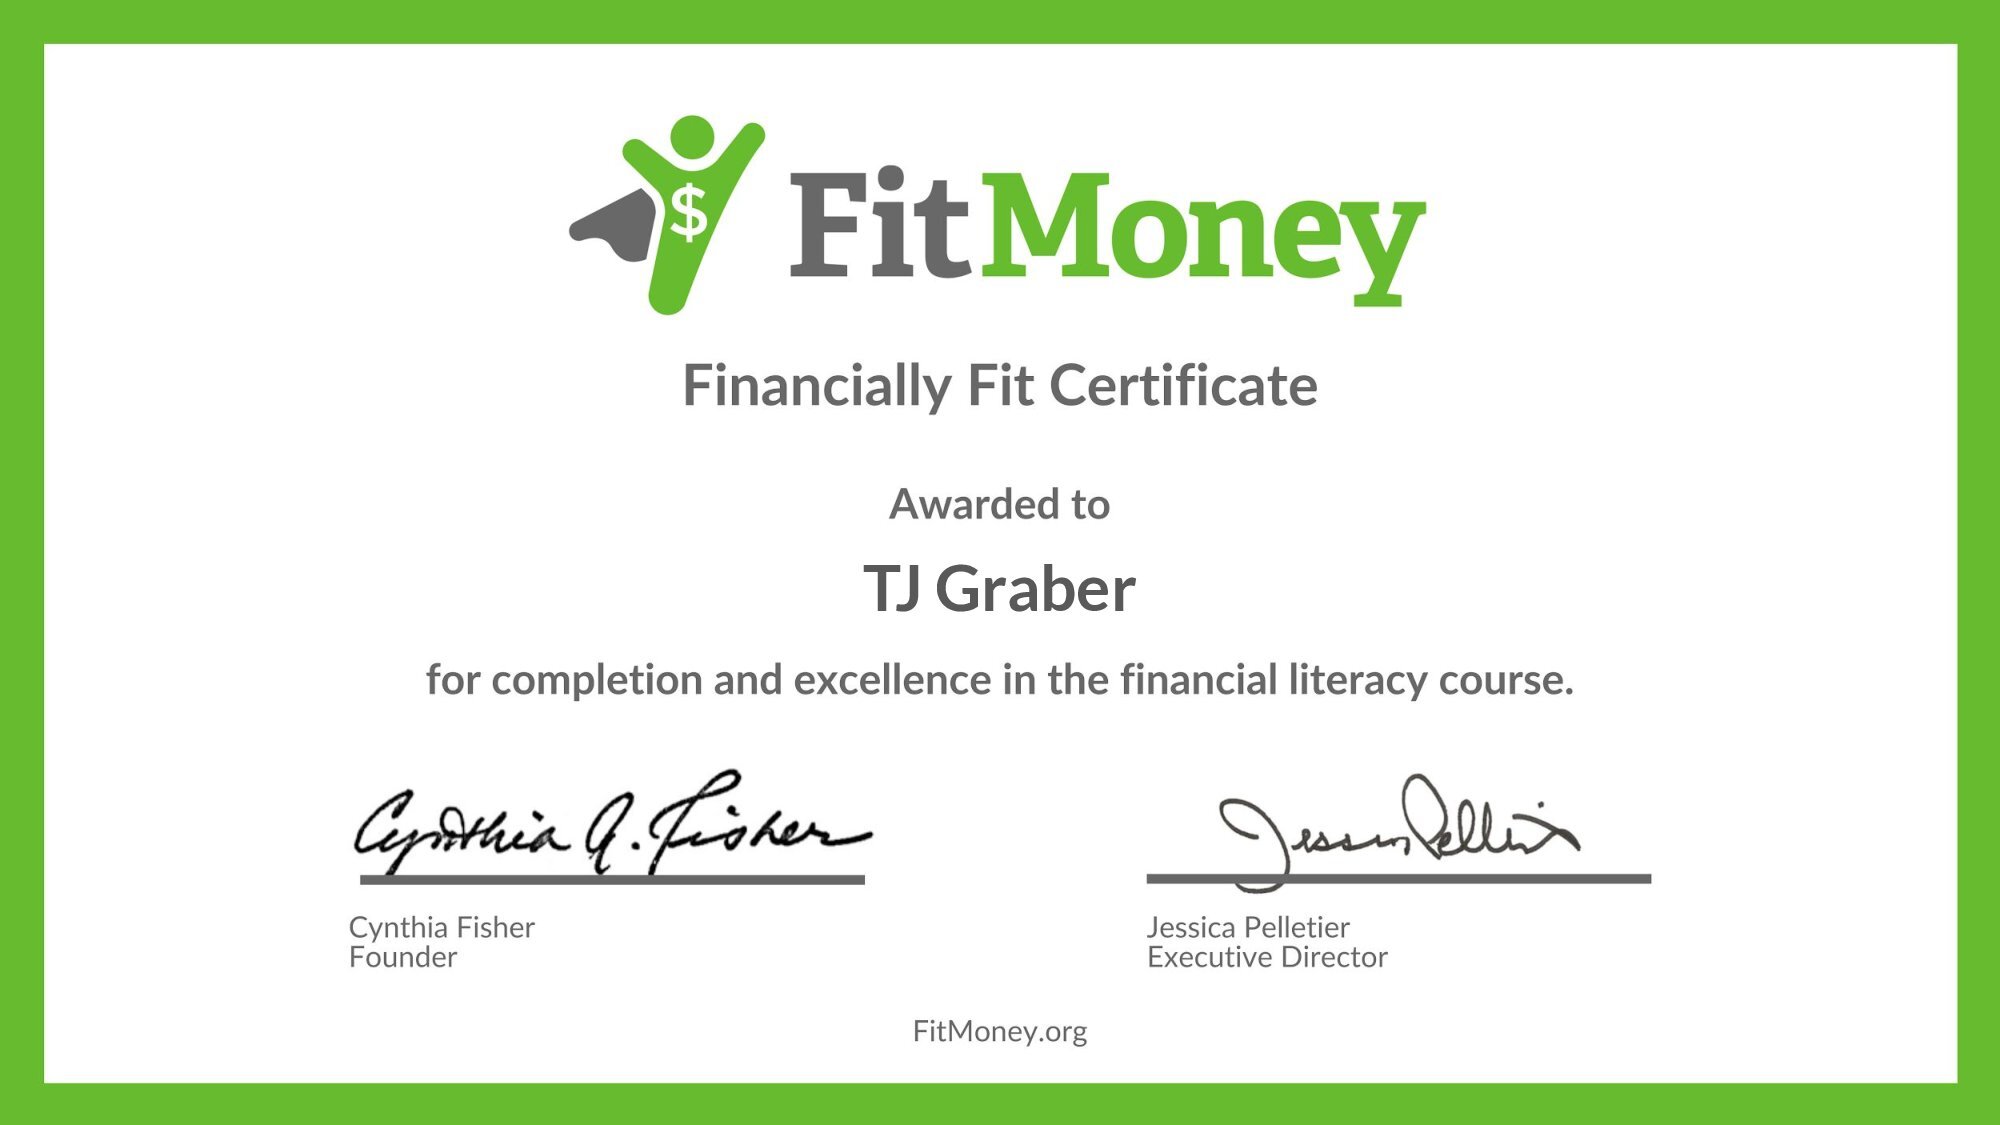 $
FitMoney
Financially Fit Certificate
Awarded to
TJ Graber
for completion and excellence in the financial literacy course.
Cynthia A. Fisher
Jessica Pelletier
Cynthia Fisher
Founder
Jessica Pelletier
Executive Director
FitMoney.org